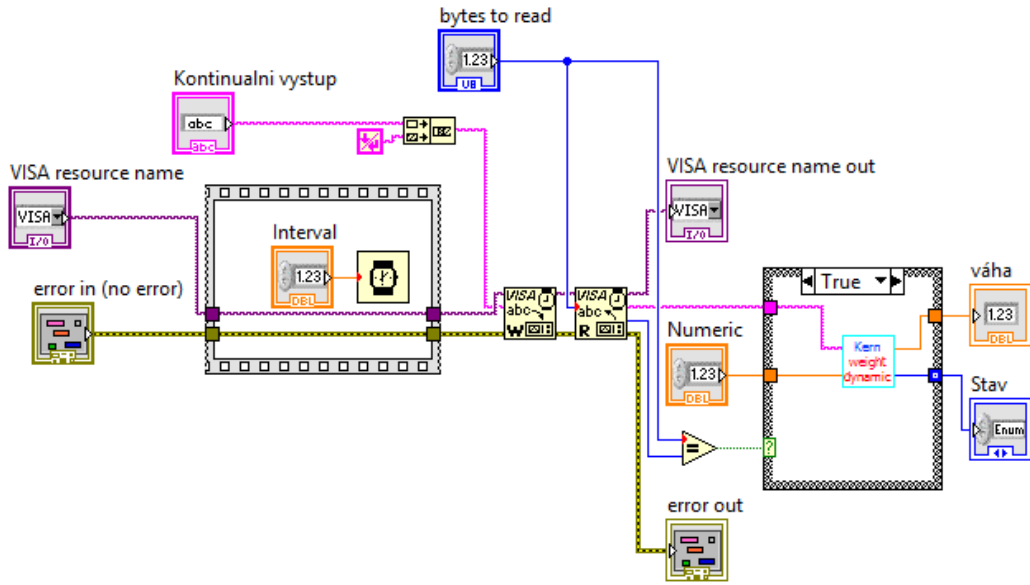 bytes to read
1.23
U8
Kontinualni vystup
abc
abc
VISA resource name
VISA
I/O
VISA resource name out
VISA
I/O
Interval
1.23
DBL
error in (no error)
VISA
abc
W
VISA
abc
R
True
váha
1.23
DBL
Numeric
1.23
DBL
Kern
weight
dynamic
Stav
Enum
=
?
error out